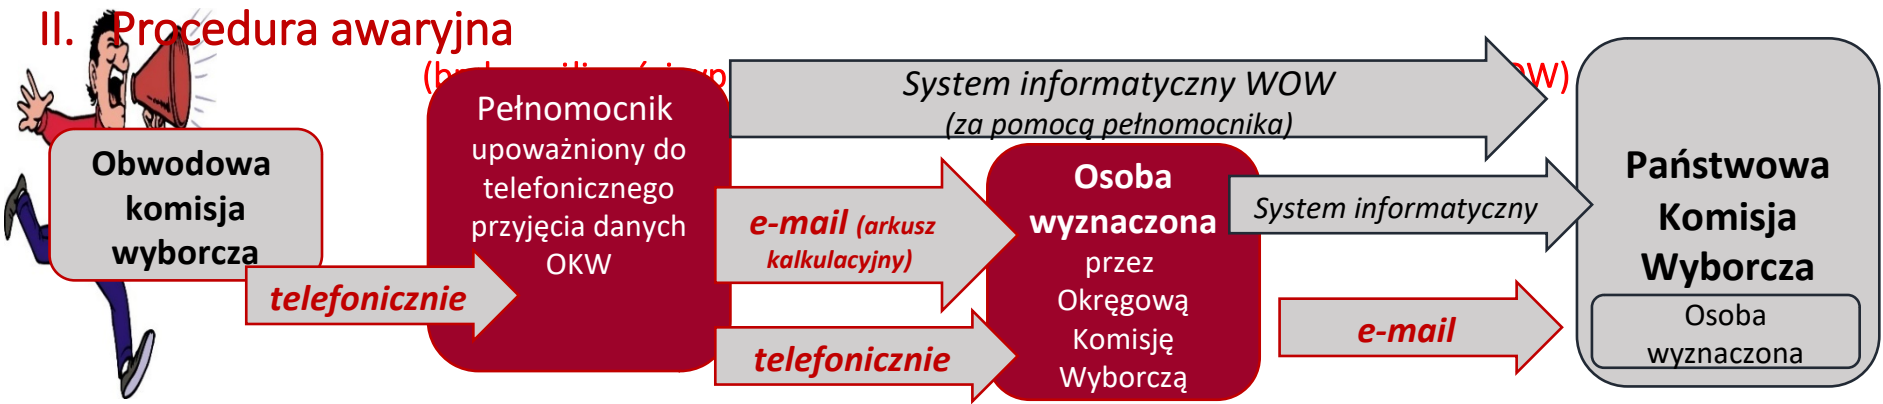 II. Procedura awaryjna
Obwodowa
komisja
wyborcza
telefonicznie
Pełnomocnik
upoważniony do
telefonicznego
przyjęcia danych
OKW
System informatyczny WOW
(za pomocą pełnomocnika)
e-mail (arkusz
kalkulacyjny)
telefonicznie
Osoba
wyznaczona
przez
Okręgową
Komisję
Wyborczą
System informatyczny
e-mail
Państwowa
Komisja
Wyborcza
Osoba
wyznaczona